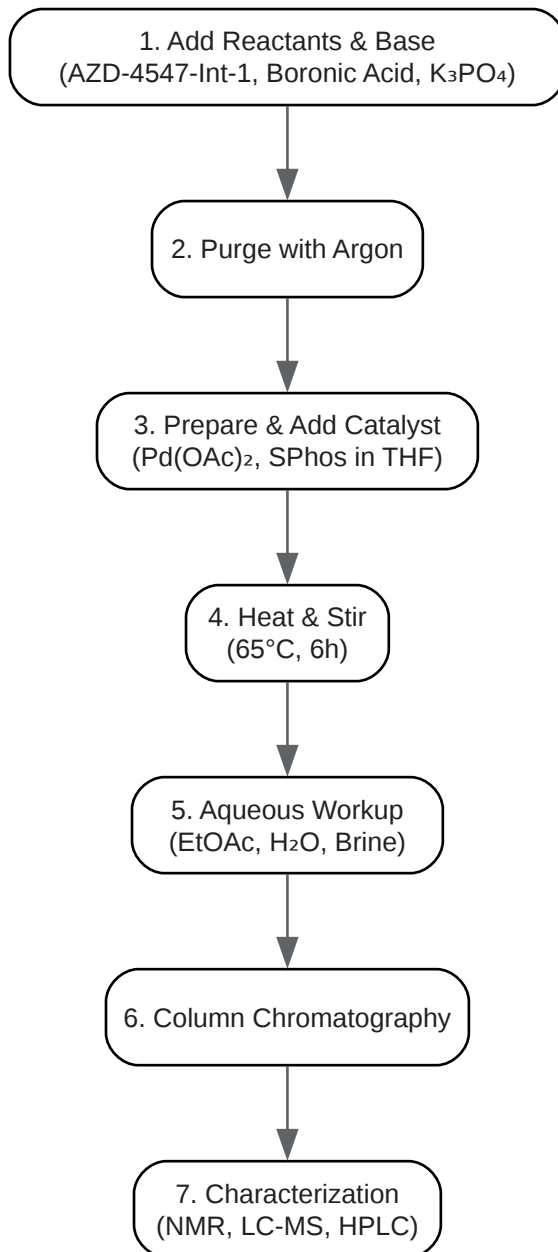 1. Add Reactants & Base
(AZD-4547-Int-1, Boronic Acid, K₃PO₄)
2. Purge with Argon
3. Prepare & Add Catalyst
(Pd(OAc)₂, SPhos in THF)
4. Heat & Stir
(65°C, 6h)
5. Aqueous Workup
(EtOAc, H₂O, Brine)
6. Column Chromatography
7. Characterization
(NMR, LC-MS, HPLC)